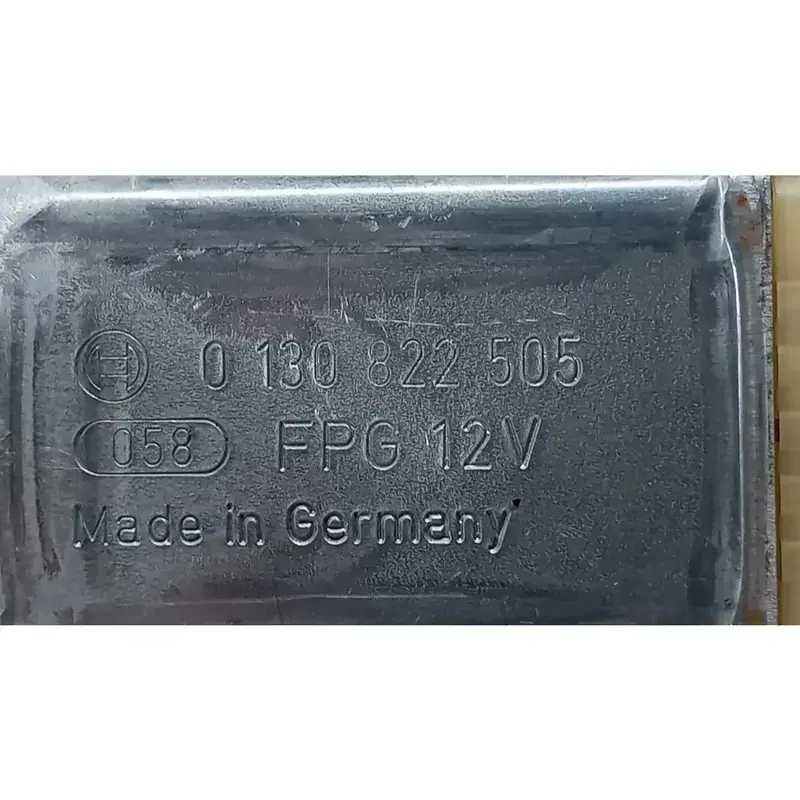 0 130 822 505
058 FPG 12V
Made in Germany